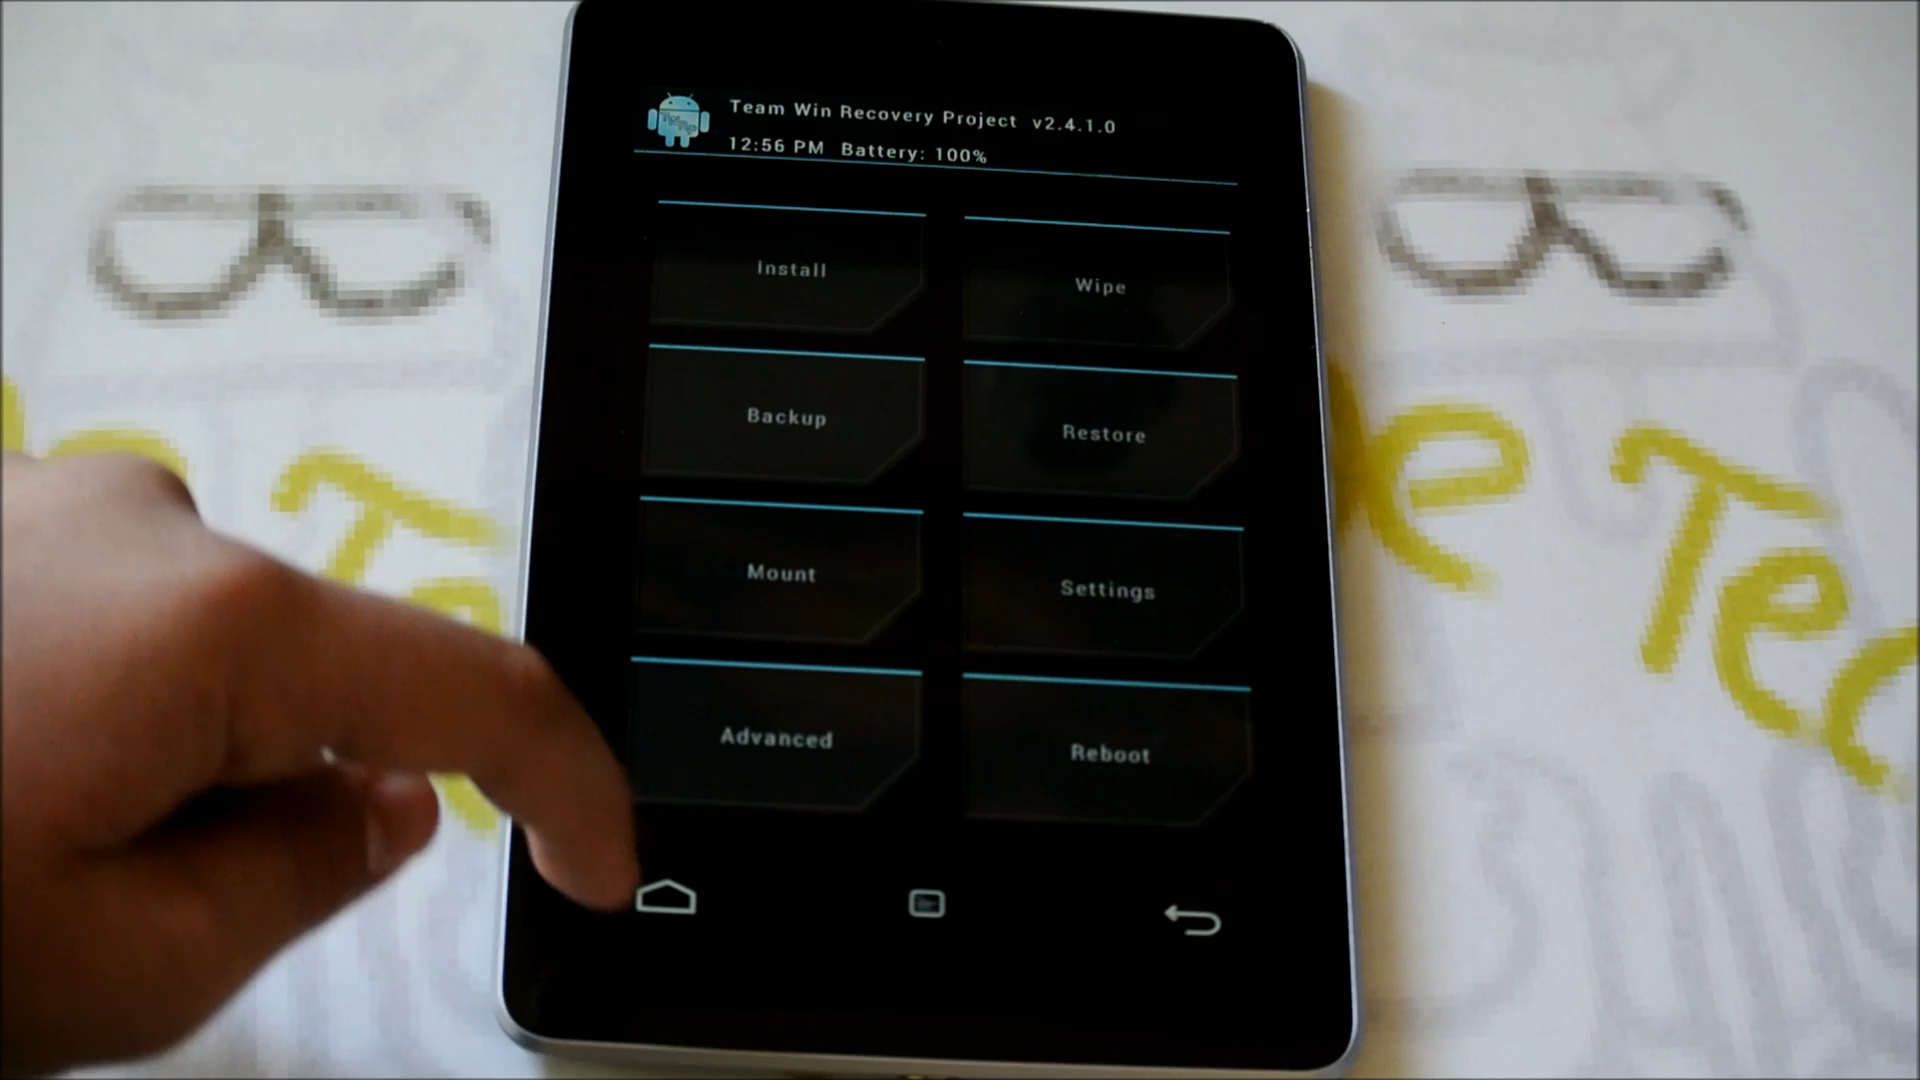 Team Win Recovery Project v2.4.1.0
12:56 PM Battery: 100%
Install
Wipe
Backup
Restore
Mount
Settings
Advanced
Reboot
e Tec